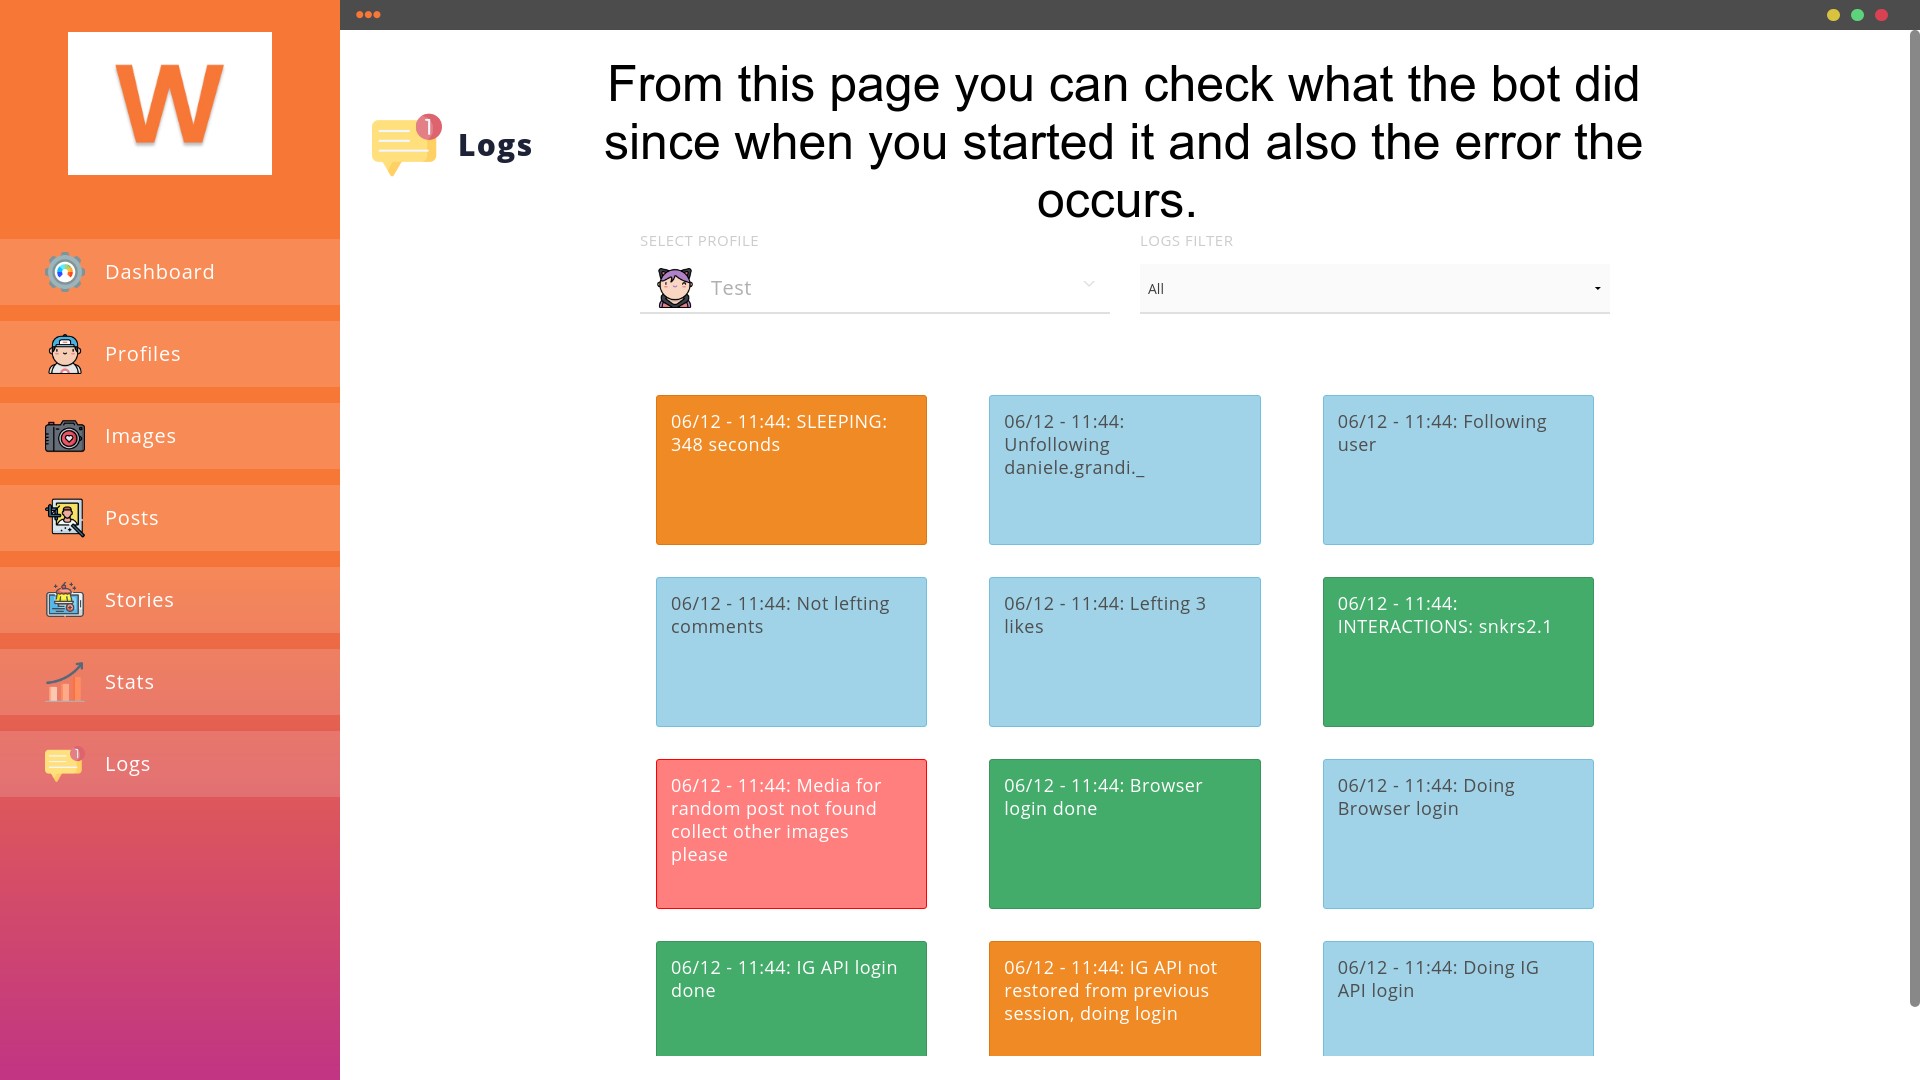 W
Dashboard
Profiles
Images
Posts
Stories
Stats
1
Logs
1
Logs
From this page you can check what the bot did
since when you started it and also the error the
occurs.
SELECT PROFILE
Test
LOGS FILTER
All
06/12 - 11:44: SLEEPING:
348 seconds
06/12 - 11:44:
Unfollowing
daniele.grandi._
06/12 - 11:44: Following
user
06/12 - 11:44: Not lefting
comments
06/12 - 11:44: Lefting 3
likes
06/12 - 11:44:
INTERACTIONS: snkrs2.1
06/12 - 11:44: Media for
random post not found
collect other images
please
06/12 - 11:44: Browser
login done
06/12 - 11:44: Doing
Browser login
06/12 - 11:44: IG API login
done
06/12 - 11:44: IG API not
restored from previous
session, doing login
06/12 - 11:44: Doing IG
API login